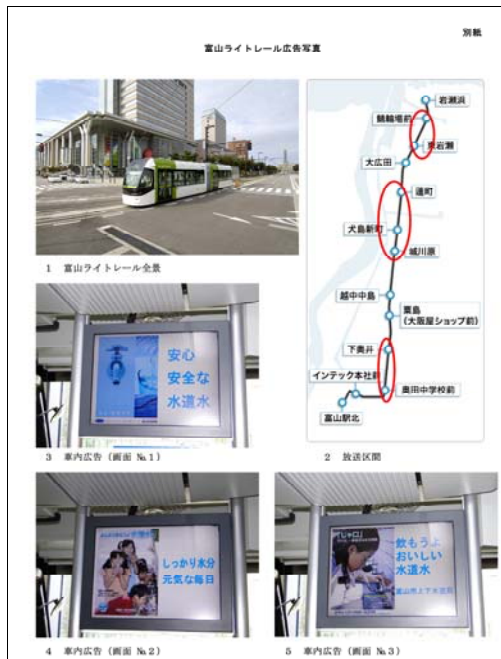 別紙
富山ライトレール広告写真
1 富山ライトレール全景
岩瀬浜
競輪場前
東岩瀬
大広田
蓮町
犬島新町
城川原
越中中島
粟島
(大阪屋ショップ前)
下奥井
インテック本社前
奥田中学校前
富山駅北
2 放送区間
安心
安全な
水道水
3 車内広告(画面 №1)
しっかり水分
元気な毎日
4 車内広告(画面 №2)
「じゃ口」
飲もうよ
おいしい
水道水
富山市上下水道局
5 車内広告(画面 №3)